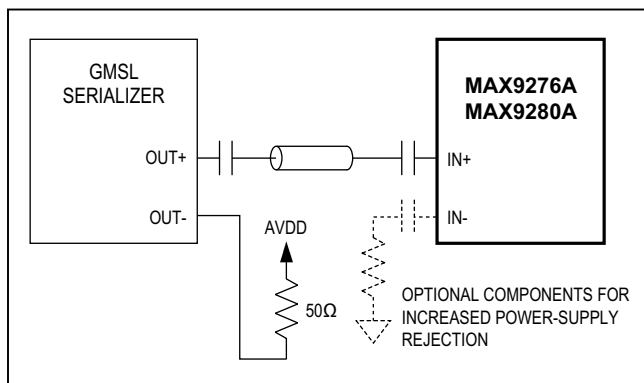 GMSL
SERIALIZER
OUT+
OUT-
MAX9276A
MAX9280A
IN+
IN-
AVDD
50Ω
OPTIONAL COMPONENTS FOR
INCREASED POWER-SUPPLY
REJECTION